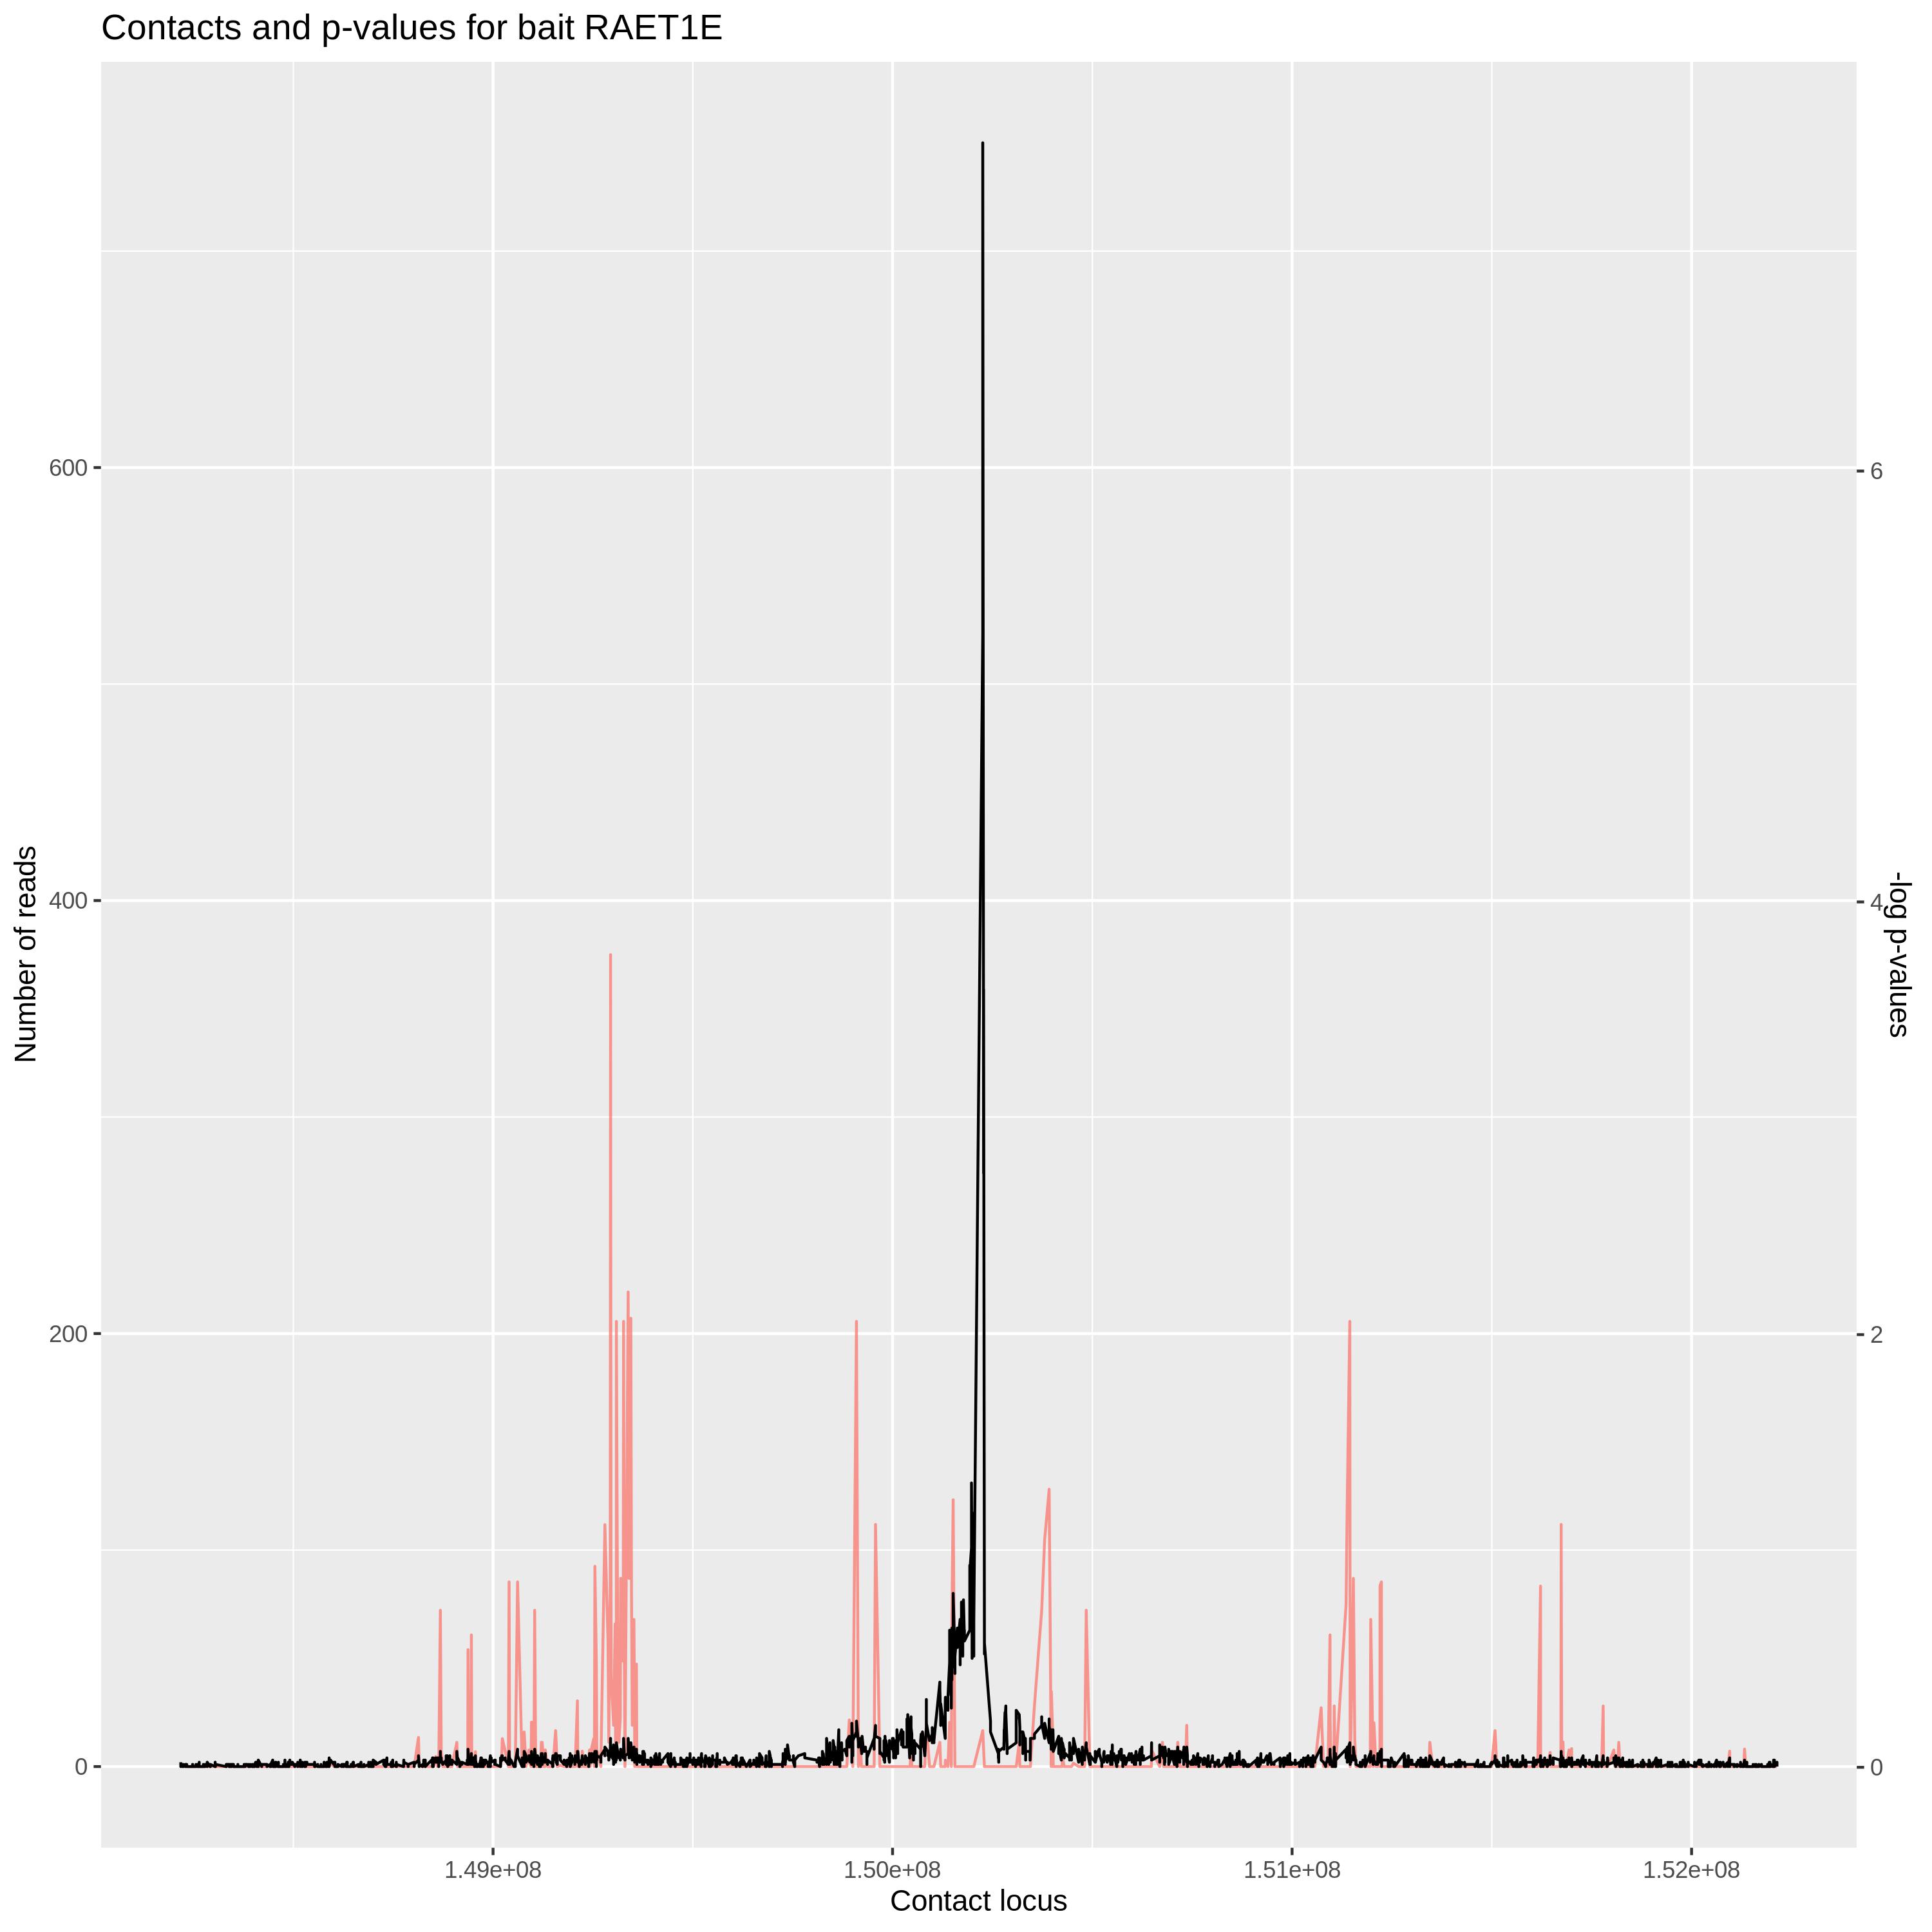 Contacts and p-values for bait RAET1E
Number of reads
600
400
200
0
6
4
2
0
-log p-values
1.49e+08
1.50e+08
1.51e+08
1.52e+08
Contact locus